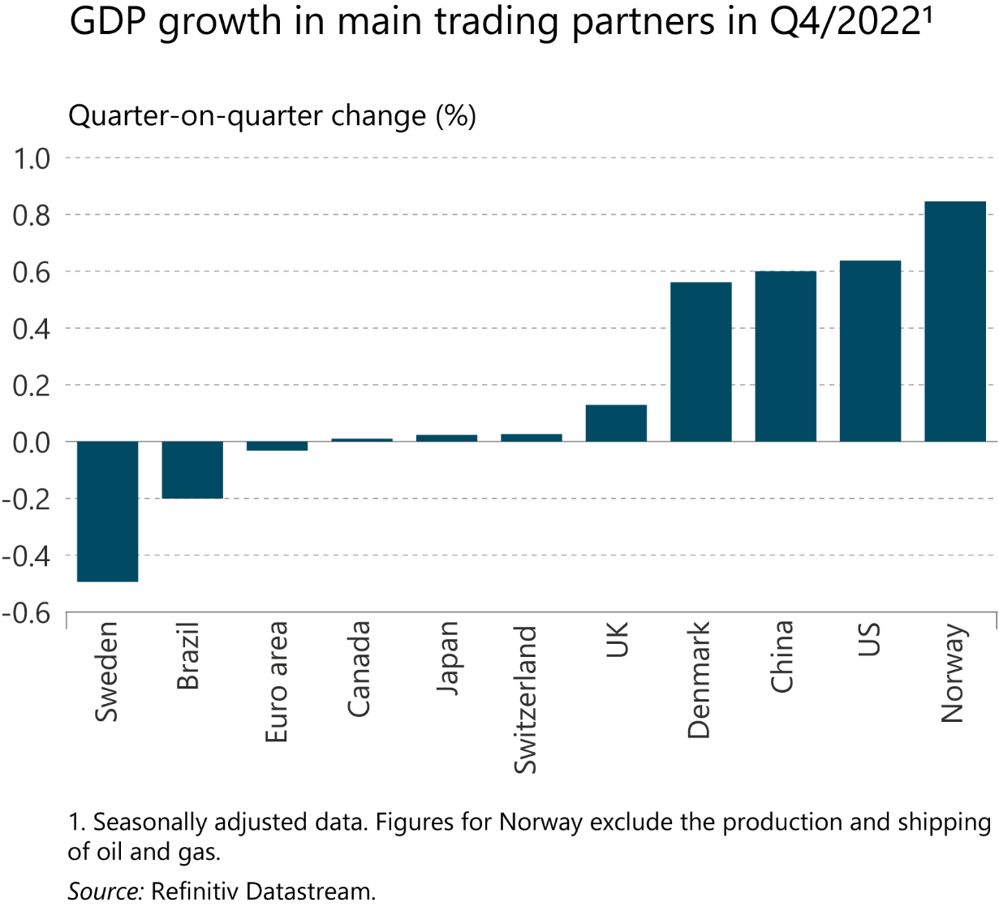 GDP growth in main trading partners in Q4/2022¹
Quarter-on-quarter change (%)
1.0
0.8
0.6
0.4
0.2
0.0
-0.2
-0.4
-0.6
Sweden
Brazil
Euro area
Canada
Japan
Switzerland
UK
Denmark
China
US
Norway
1. Seasonally adjusted data. Figures for Norway exclude the production and shipping
of oil and gas.
Source: Refinitiv Datastream.